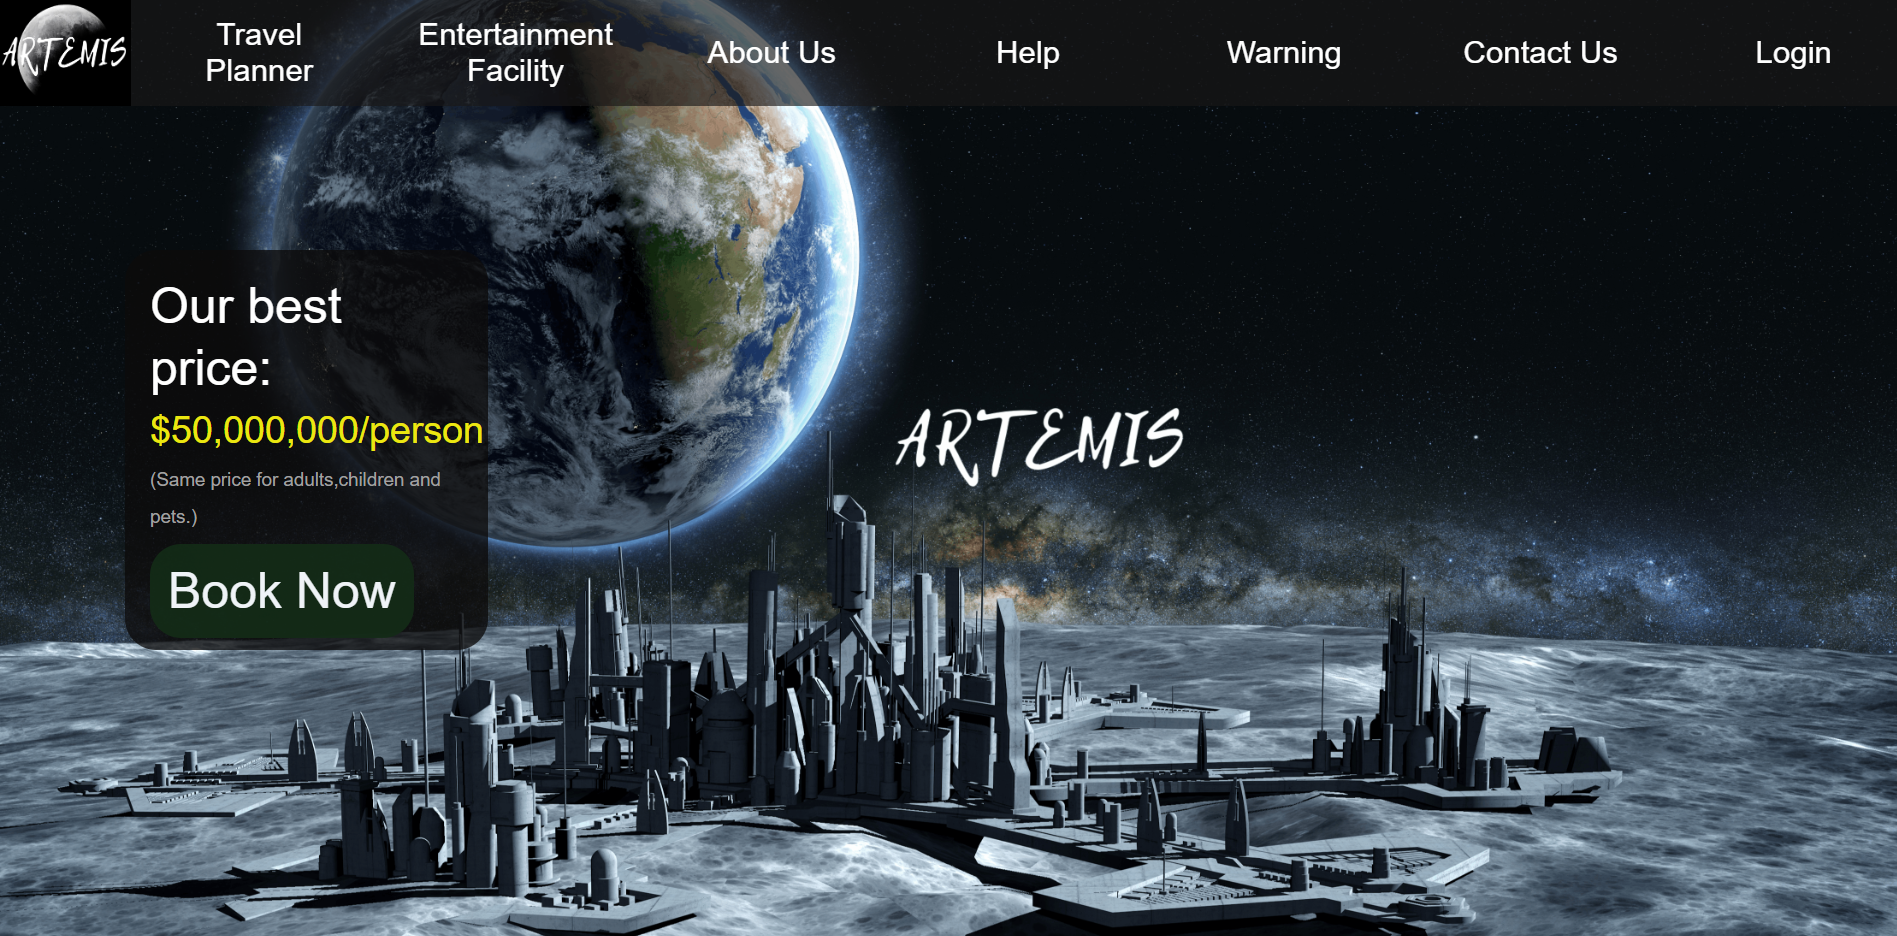 ARTEMIS
Travel
Planner
Entertainment
Facility
About Us
Help
Warning
Contact Us
Login
Our best
price:
$50,000,000/person
(Same price for adults,children and
pets.)
Book Now
ARTEMIS